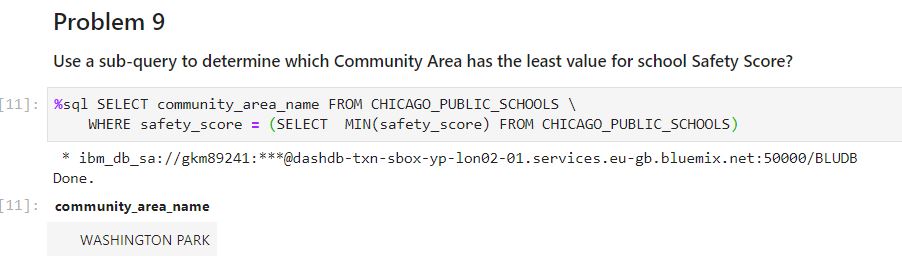 Problem 9
Use a sub-query to determine which Community Area has the least value for school Safety Score?
[11]: %sql SELECT community_area_name FROM CHICAGO_PUBLIC_SCHOOLS \
WHERE safety_score = (SELECT  MIN(safety_score) FROM CHICAGO_PUBLIC_SCHOOLS)
* ibm_db_sa://gkm89241:***@dashdb-txn-sbox-yp-lon02-01.services.eu-gb.bluemix.net:50000/BLUDB
Done.
[11]: community_area_name
WASHINGTON PARK